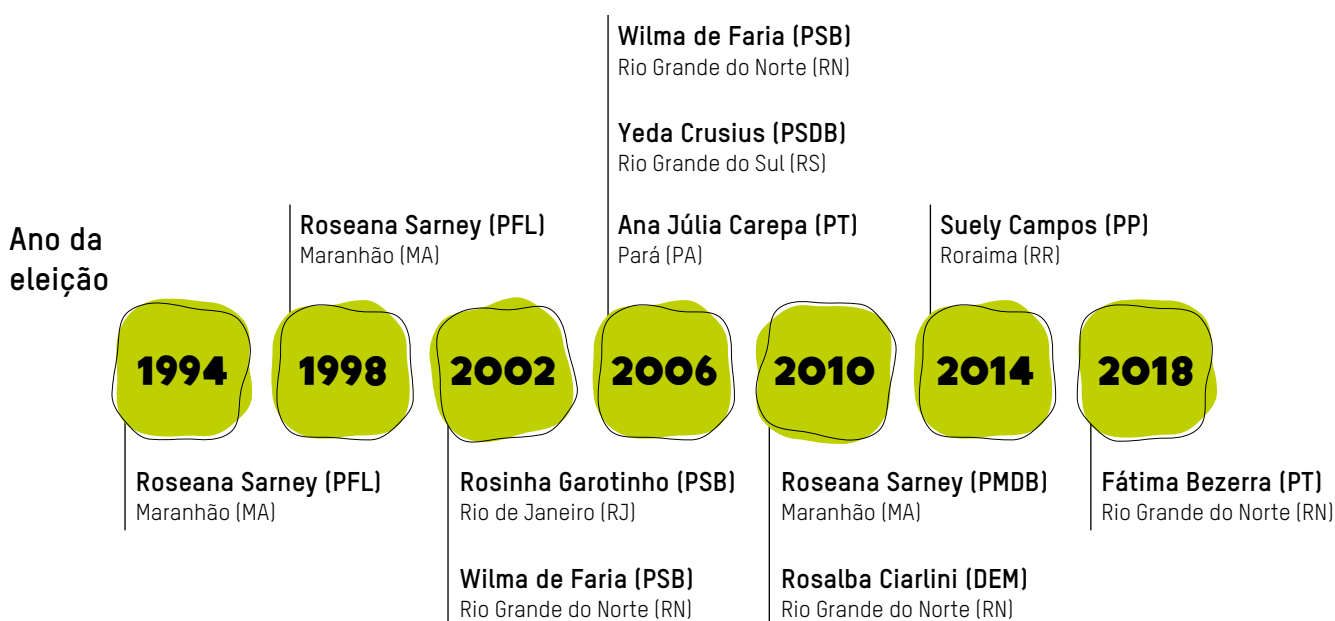 Wilma de Faria (PSB)
Rio Grande do Norte (RN)
Yeda Crusius (PSDB)
Rio Grande do Sul (RS)
Ano da
eleição
Roseana Sarney (PFL)
Maranhão (MA)
Ana Júlia Carepa (PT)
Pará (PA)
Suely Campos (PP)
Roraima (RR)
1994
1998
2002
2006
2010
2014
2018
Roseana Sarney (PFL)
Maranhão (MA)
Rosinha Garotinho (PSB)
Rio de Janeiro (RJ)
Wilma de Faria (PSB)
Rio Grande do Norte (RN)
Roseana Sarney (PMDB)
Maranhão (MA)
Rosalba Ciarlini (DEM)
Rio Grande do Norte (RN)
Fátima Bezerra (PT)
Rio Grande do Norte (RN)